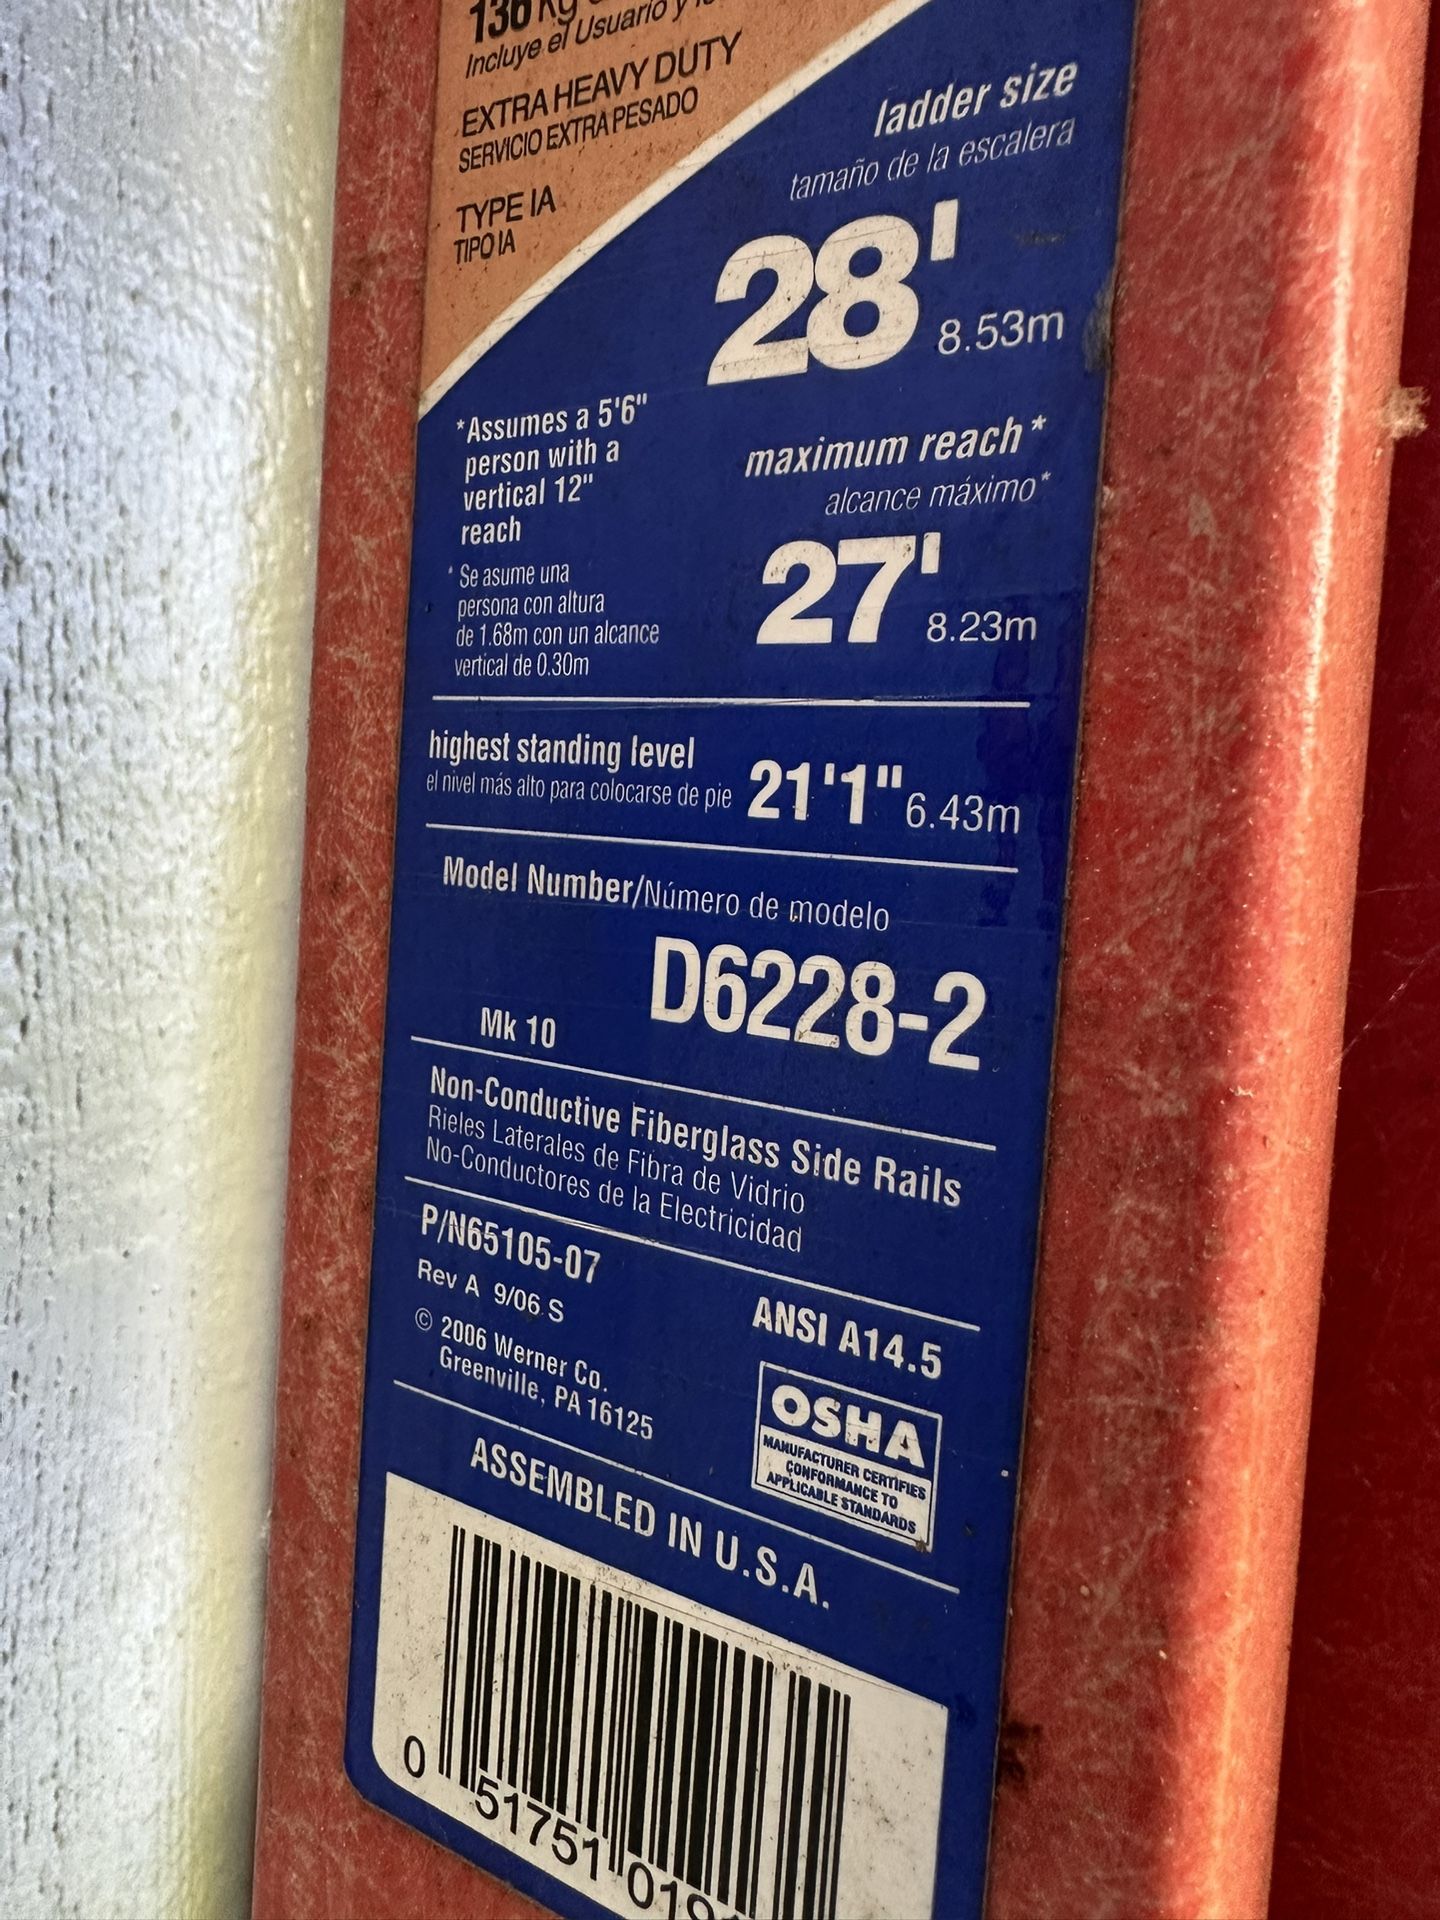 136 kg
Incluye el Usuario y
EXTRA HEAVY DUTY
SERVICIO EXTRA PESADO
TYPE IA
TIPO IA
ladder size
tamaño de la escalera
28' 8.53m
*Assumes a 5'6"
person with a
vertical 12"
reach
* Se asume una
persona con altura
de 1.68m con un alcance
vertical de 0.30m
maximum reach*
alcance máximo*
27' 8.23m
highest standing level
el nivel más alto para colocarse de pie
21'1" 6.43m
Model Number/Número de modelo
D6228-2
Mk 10
Non-Conductive Fiberglass Side Rails
Rieles Laterales de Fibra de Vidrio
No-Conductores de la Electricidad
P/N65105-07
Rev A 9/06 S
© 2006 Werner Co.
Greenville, PA 16125
ANSI A14.5
OSHA
MANUFACTURER CERTIFIES
CONFORMANCE TO
APPLICABLE STANDARDS
ASSEMBLED IN U.S.A.
0 51751 019